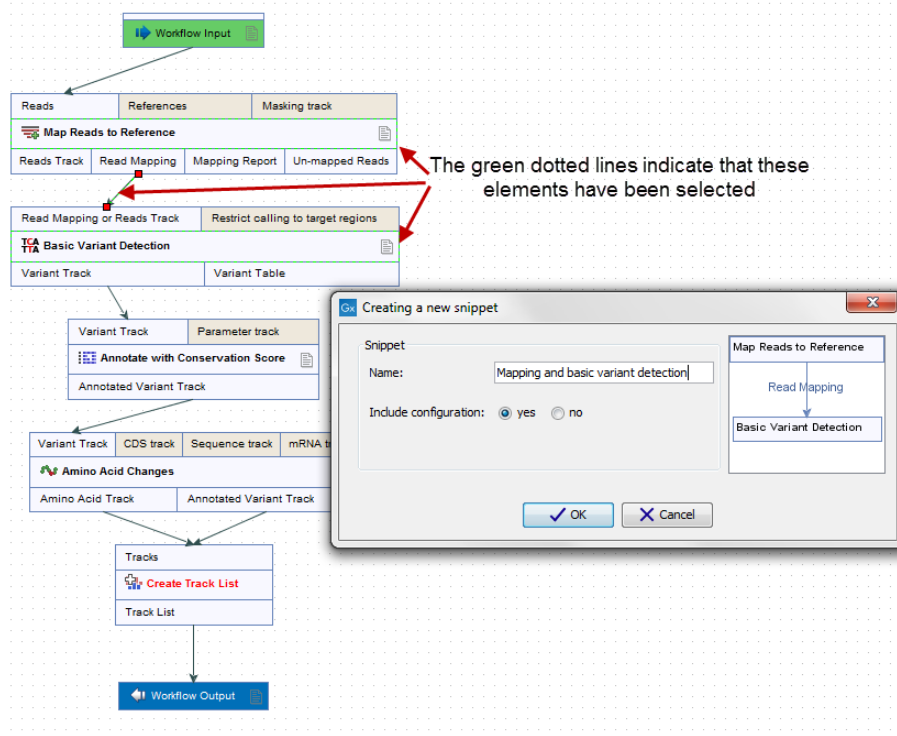 Workflow Input
Reads References Masking track
Map Reads to Reference
Reads Track Read Mapping Mapping Report Un-mapped Reads
The green dotted lines indicate that these
elements have been selected
Read Mapping or Reads Track Restrict calling to target regions
TCA
TTA
Basic Variant Detection
Variant Track Variant Table
Gx Creating a new snippet
Snippet
Name: Mapping and basic variant detection
Include configuration: yes no
Map Reads to Reference
Read Mapping
Basic Variant Detection
OK Cancel
Variant Track Parameter track
Annotate with Conservation Score
Annotated Variant Track
Variant Track CDS track Sequence track mRNA
Amino Acid Changes
Amino Acid Track Annotated Variant Track
Tracks
Create Track List
Track List
Workflow Output